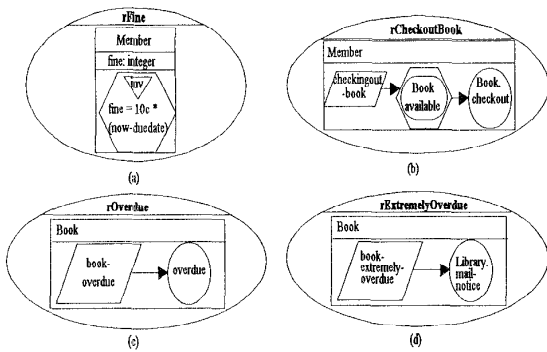 rFine
Member
fine: integer
inv
fine = 10c *
(now-duedate)
(a)
rCheckoutBook
Member
checkingout
-book
Book
available
Book.
checkout
(b)
rOverdue
Book
book-
overdue
overdue
(c)
rExtremelyOverdue
Book
book-
extremely-
overdue
Library.
mail-
notice
(d)